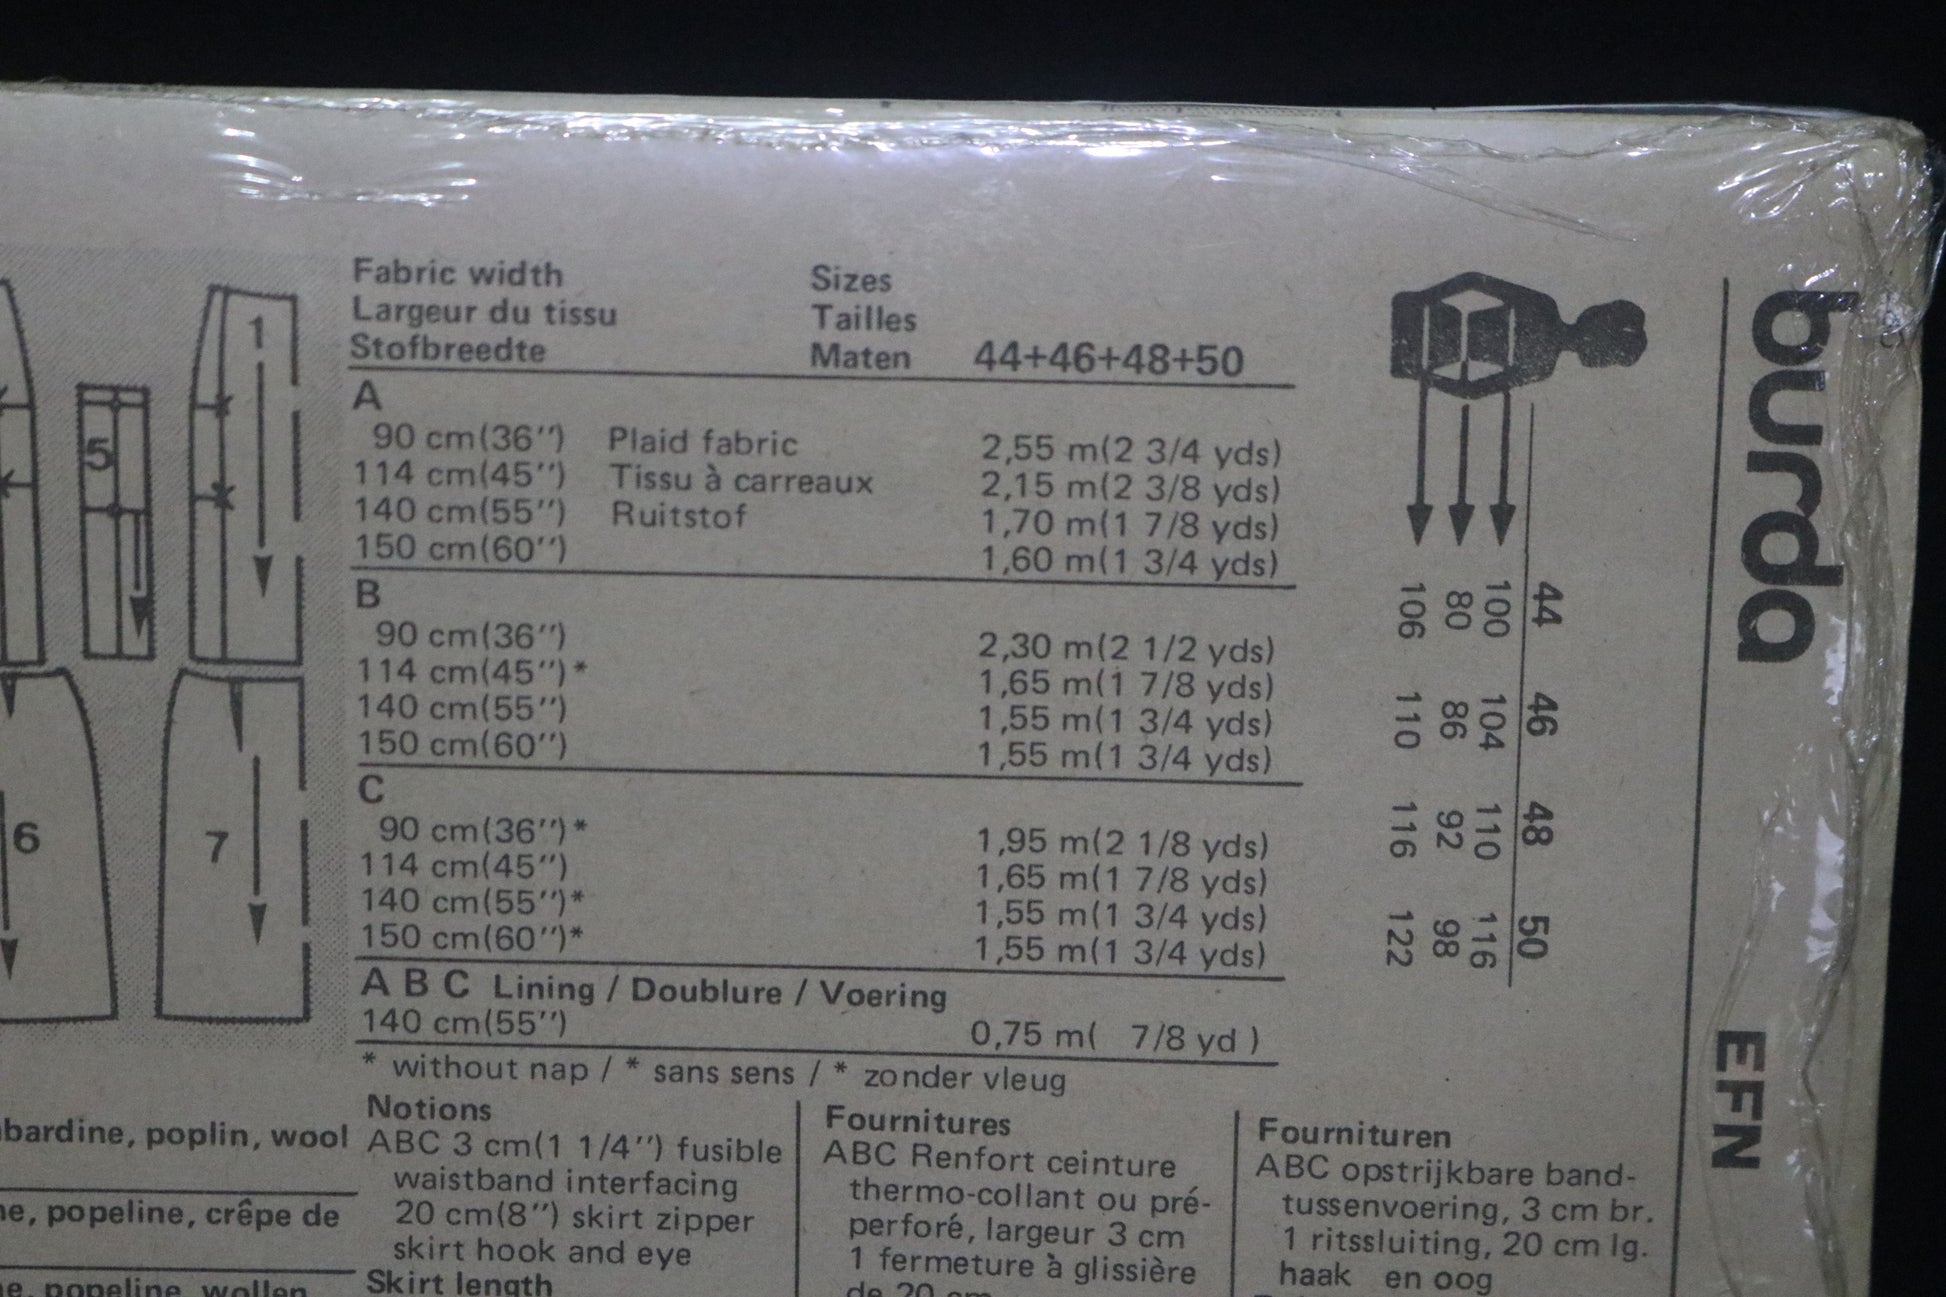 Fabric width Sizes
Largeur du tissu Tailles
Stofbreedte Maten 44+46+48+50
A
90 cm(36'') Plaid fabric 2,55 m(2 3/4 yds)
114 cm(45'') Tissu à carreaux 2,15 m(2 3/8 yds)
140 cm(55'') Ruitstof 1,70 m(1 7/8 yds)
150 cm(60'') 1,60 m(1 3/4 yds)
B
90 cm(36'') 2,30 m(2 1/2 yds)
114 cm(45'')* 1,65 m(1 7/8 yds)
140 cm(55'') 1,55 m(1 3/4 yds)
150 cm(60'') 1,55 m(1 3/4 yds)
C
90 cm(36'')* 1,95 m(2 1/8 yds)
114 cm(45'') 1,65 m(1 7/8 yds)
140 cm(55'')* 1,55 m(1 3/4 yds)
150 cm(60'')* 1,55 m(1 3/4 yds)
A B C Lining / Doublure / Voering
140 cm(55'') 0,75 m( 7/8 yd )
* without nap / * sans sens / * zonder vleug
Notions
ABC 3 cm(1 1/4'') fusible
waistband interfacing
20 cm(8'') skirt zipper
skirt hook and eye
Skirt length
Fournitures
ABC Renfort ceinture
thermo-collant ou pré-
perforé, largeur 3 cm
1 fermeture à glissière
de 20 cm
Fournituren
ABC opstrijkbare band-
tussenvoering, 3 cm br.
1 ritssluiting, 20 cm lg.
haak en oog
poplin, wool
popeline, crêpe de
popeline, wollen
1
5
6
7
44 46 48 50
100 104 110 116
80 86 92 98
106 110 116 122
burda
EFN